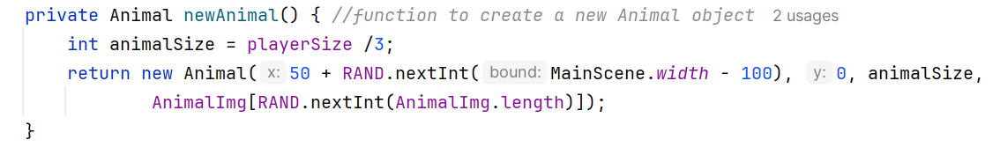 private Animal newAnimal() { //function to create a new Animal object 2 usages
int animalSize = playerSize /3;
return new Animal( x: 50 + RAND.nextInt( bound: MainScene.width - 100), y: 0, animalSize,
AnimalImg[RAND.nextInt(AnimalImg.length)]);
}